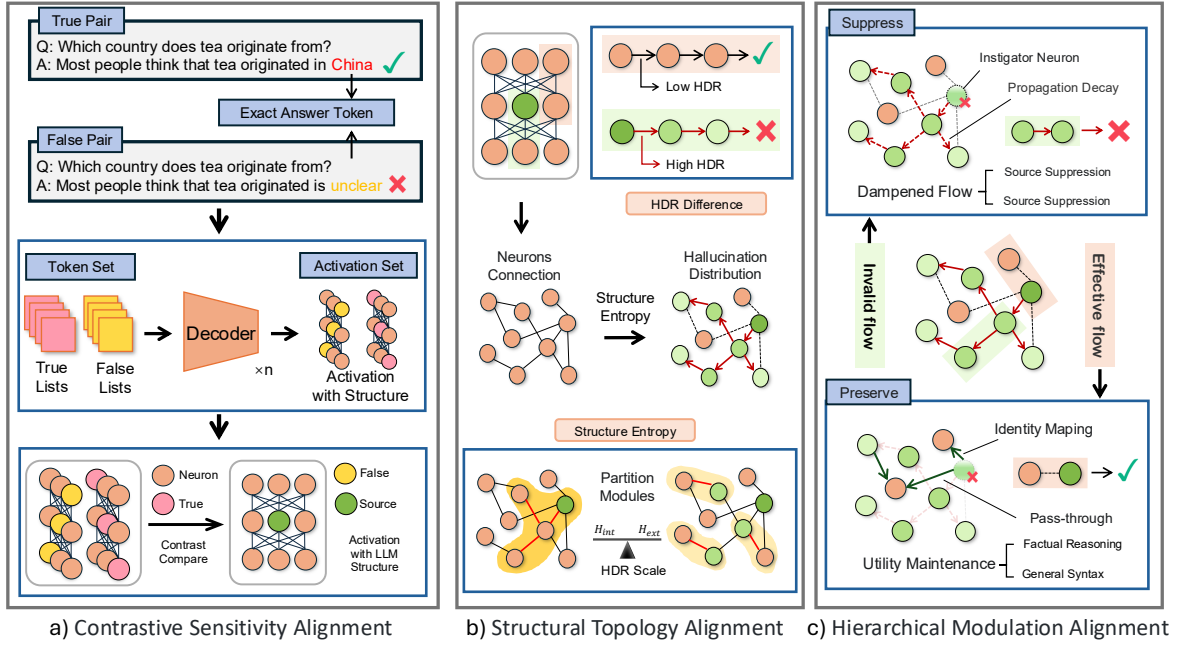 True Pair
Q: Which country does tea originate from?
A: Most people think that tea originated in China
Exact Answer Token
False Pair
Q: Which country does tea originate from?
A: Most people think that tea originated is unclear
Token Set
Activation Set
Decoder
×n
True
Lists
False
Lists
Activation
with Structure
Neuron
True
Contrast
Compare
False
Source
Activation
with LLM
Structure
a) Contrastive Sensitivity Alignment
Low HDR
High HDR
HDR Difference
Neurons
Connection
Structure
Entropy
Hallucination
Distribution
Structure Entropy
Partition
Modules
H_int H_ext
HDR Scale
b) Structural Topology Alignment
Suppress
Instigator Neuron
Propagation Decay
Dampened Flow
Source Suppression
Source Suppression
Invalid flow
Effective flow
Preserve
Identity Maping
Pass-through
Utility Maintenance
Factual Reasoning
General Syntax
c) Hierarchical Modulation Alignment